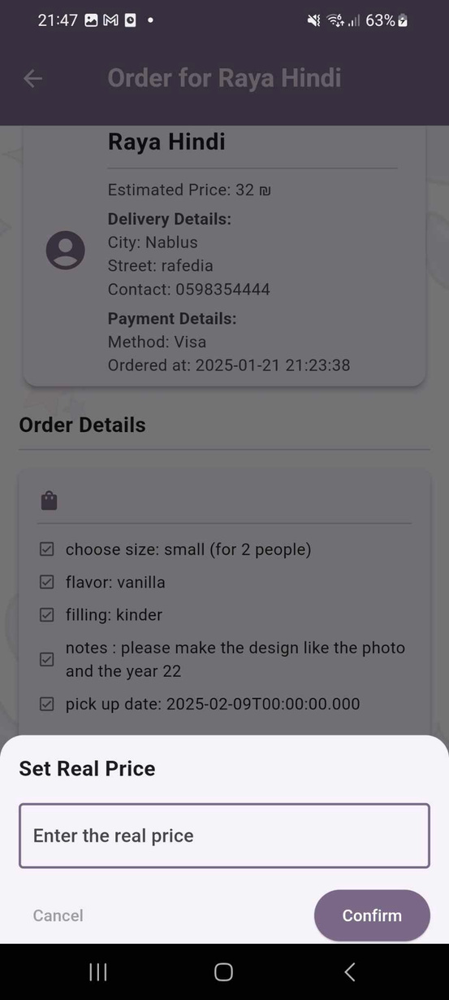 21:47
63%
Order for Raya Hindi
Raya Hindi
Estimated Price: 32 ₪
Delivery Details:
City: Nablus
Street: rafedia
Contact: 0598354444
Payment Details:
Method: Visa
Ordered at: 2025-01-21 21:23:38
Order Details
choose size: small (for 2 people)
flavor: vanilla
filling: kinder
notes : please make the design like the photo
and the year 22
pick up date: 2025-02-09T00:00:00.000
Set Real Price
Enter the real price
Cancel
Confirm